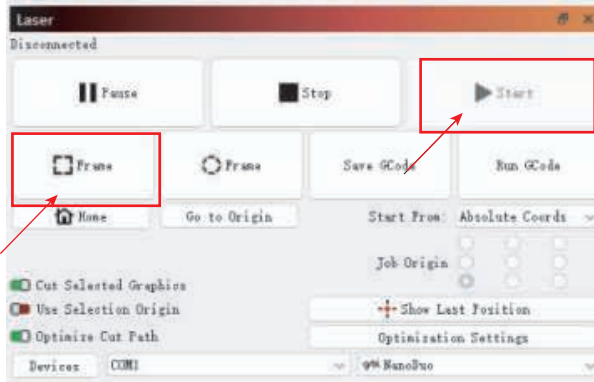 Laser
Disconnected
Pause
Stop
Start
Frame
Frame
Save GCode
Run GCode
Home
Go to Origin
Start From:
Absolute Coords
Job Origin
Cut Selected Graphics
Use Selection Origin
Show Last Position
Optimize Cut Path
Optimization Settings
Devices
COM1
NanoDuo